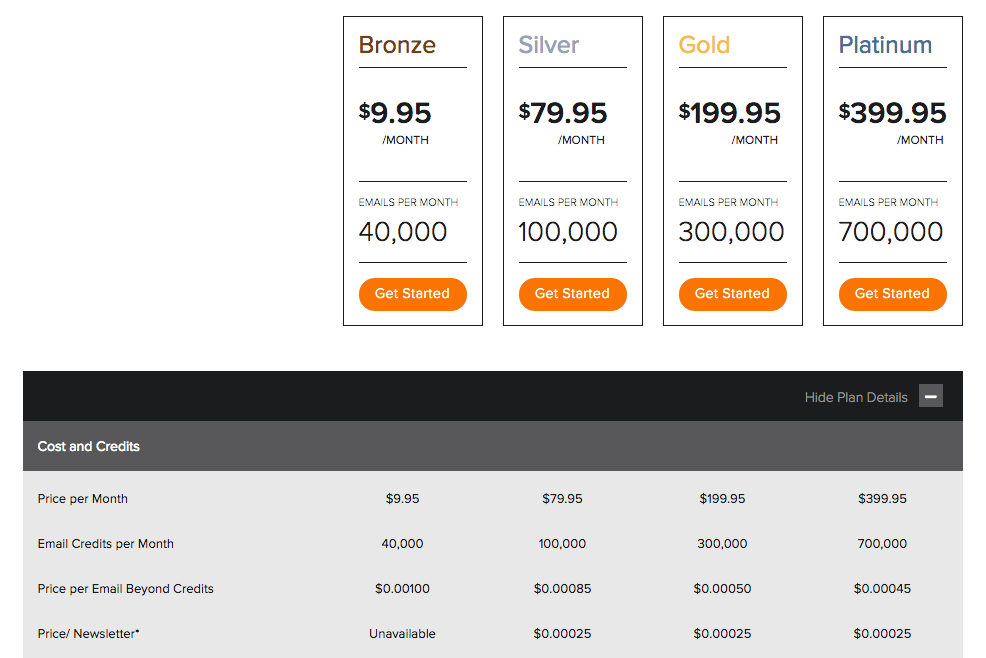 Bronze Silver Gold Platinum
$9.95 $79.95 $199.95 $399.95
/MONTH /MONTH /MONTH /MONTH
EMAILS PER MONTH EMAILS PER MONTH EMAILS PER MONTH EMAILS PER MONTH
40,000 100,000 300,000 700,000
Get Started Get Started Get Started Get Started
Hide Plan Details
Cost and Credits
Price per Month $9.95 $79.95 $199.95 $399.95
Email Credits per Month 40,000 100,000 300,000 700,000
Price per Email Beyond Credits $0.00100 $0.00085 $0.00050 $0.00045
Price/ Newsletter* Unavailable $0.00025 $0.00025 $0.00025